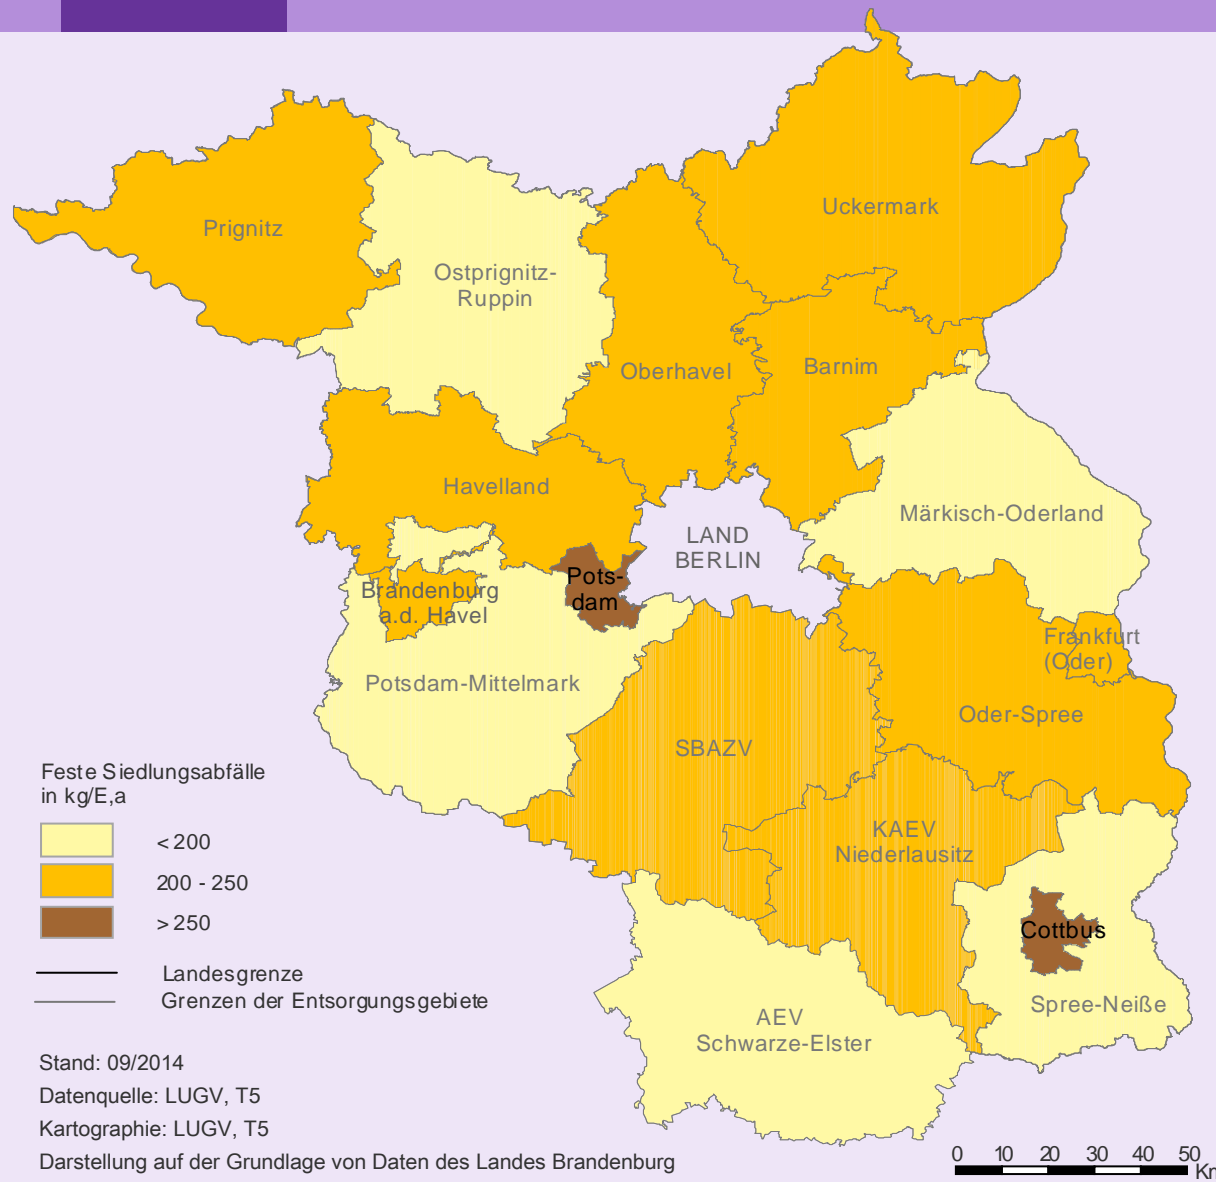 Uckermark
Prignitz
Ostprignitz-
Ruppin
Oberhavel
Barnim
Havelland
Märkisch-Oderland
LAND
BERLIN
Pots-
dam
Brandenburg
a.d. Havel
Frankfurt
(Oder)
Potsdam-Mittelmark
Oder-Spree
SBAZV
KAEV
Niederlausitz
Cottbus
Spree-Neiße
AEV
Schwarze-Elster
Feste Siedlungsabfälle
in kg/E,a
< 200
200 - 250
> 250
Landesgrenze
Grenzen der Entsorgungsgebiete
Stand: 09/2014
Datenquelle: LUGV, T5
Kartographie: LUGV, T5
Darstellung auf der Grundlage von Daten des Landes Brandenburg
0 10 20 30 40 50
Km